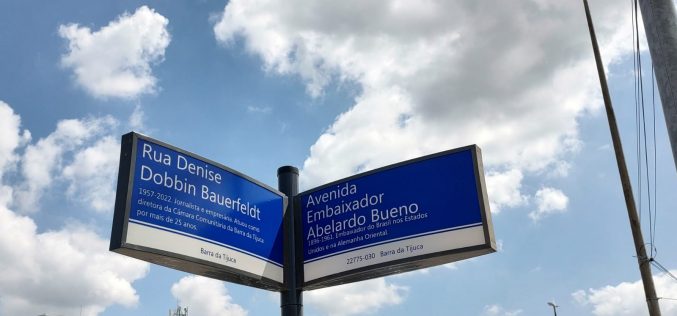 Rua Denise
Dobbin Bauerfeldt
1957-2022. Jornalista e empresária. Atuou como
diretora da Câmara Comunitária da Barra da Tijuca
por mais de 25 anos.
Barra da Tijuca
Avenida
Embaixador
Abelardo Bueno
1896-1961. Embaixador do Brasil nos Estados
Unidos e na Alemanha Oriental.
22775-030 Barra da Tijuca